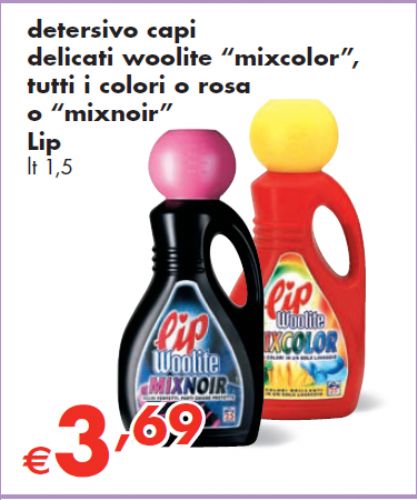 detersivo capi
delicati woolite “mixcolor”,
tutti i colori o rosa
o “mixnoir”
Lip
lt 1,5
lip
Woolite
MIXNOIR
lip
Woolite
MIXCOLOR
€3,69